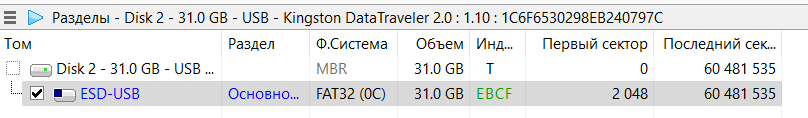 Разделы - Disk 2 - 31.0 GB - USB - Kingston DataTraveler 2.0 : 1.10 : 1C6F6530298EB240797C
Том Раздел Ф.Система Объем Инд... Первый сектор Последний сек...
Disk 2 - 31.0 GB - USB ... MBR 31.0 GB T 0 60 481 535
ESD-USB Основно... FAT32 (0C) 31.0 GB EBCF 2 048 60 481 535